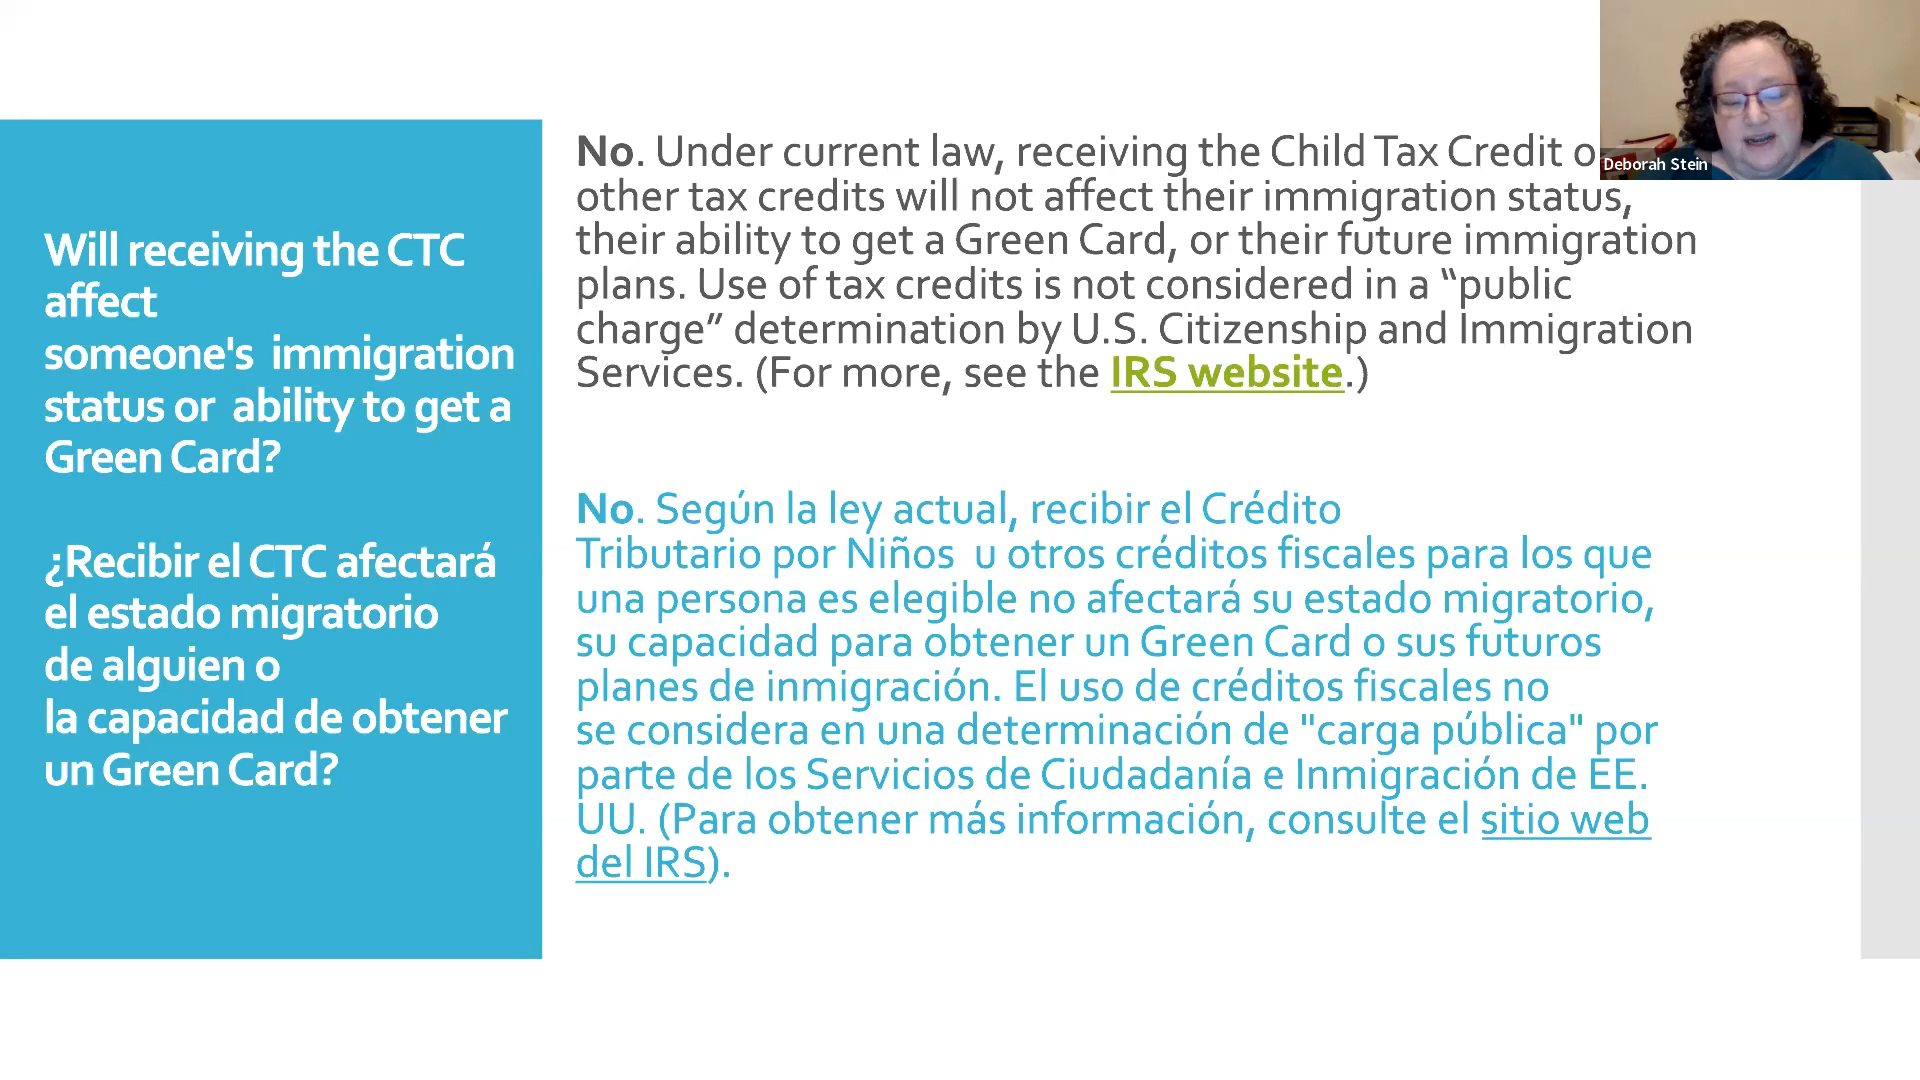 Will receiving the CTC
affect
someone's  immigration
status or  ability to get a
Green Card?
¿Recibir el CTC afectará
el estado migratorio
de alguien o
la capacidad de obtener
un Green Card?
No. Under current law, receiving the Child Tax Credit o
other tax credits will not affect their immigration status,
their ability to get a Green Card, or their future immigration
plans. Use of tax credits is not considered in a “public
charge” determination by U.S. Citizenship and Immigration
Services. (For more, see the IRS website.)
No. Según la ley actual, recibir el Crédito
Tributario por Niños  u otros créditos fiscales para los que
una persona es elegible no afectará su estado migratorio,
su capacidad para obtener un Green Card o sus futuros
planes de inmigración. El uso de créditos fiscales no
se considera en una determinación de "carga pública" por
parte de los Servicios de Ciudadanía e Inmigración de EE.
UU. (Para obtener más información, consulte el sitio web
del IRS).
Deborah Stein